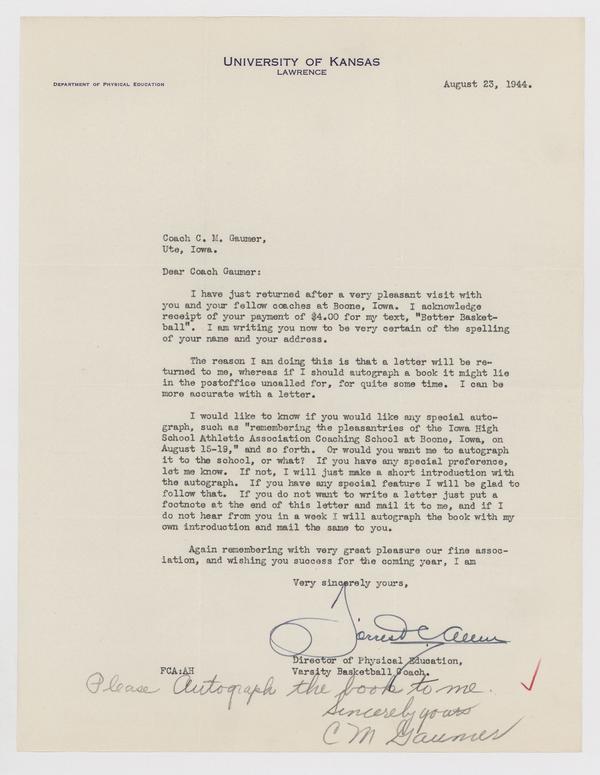 UNIVERSITY OF KANSAS
LAWRENCE
DEPARTMENT OF PHYSICAL EDUCATION
August 23, 1944.
Coach C. M. Gaumer,
Ute, Iowa.
Dear Coach Gaumer:
I have just returned after a very pleasant visit with
you and your fellow coaches at Boone, Iowa. I acknowledge
receipt of your payment of $4.00 for my text, "Better Basket-
ball". I am writing you now to be very certain of the spelling
of your name and your address.
The reason I am doing this is that a letter will be re-
turned to me, whereas if I should autograph a book it might lie
in the postoffice uncalled for, for quite some time. I can be
more accurate with a letter.
I would like to know if you would like any special auto-
graph, such as "remembering the pleasantries of the Iowa High
School Athletic Association Coaching School at Boone, Iowa, on
August 15-19," and so forth. Or would you want me to autograph
it to the school, or what? If you have any special preference,
let me know. If not, I will just make a short introduction with
the autograph. If you have any special feature I will be glad to
follow that. If you do not want to write a letter just put a
footnote at the end of this letter and mail it to me, and if I
do not hear from you in a week I will autograph the book with my
own introduction and mail the same to you.
Again remembering with very great pleasure our fine assoc-
iation, and wishing you success for the coming year, I am
Very sincerely yours,
Forrest C. Allen
Director of Physical Education,
Varsity Basketball Coach.
FCA:AH
Please Autograph the book to me.
Sincerely yours
C M Gaumer